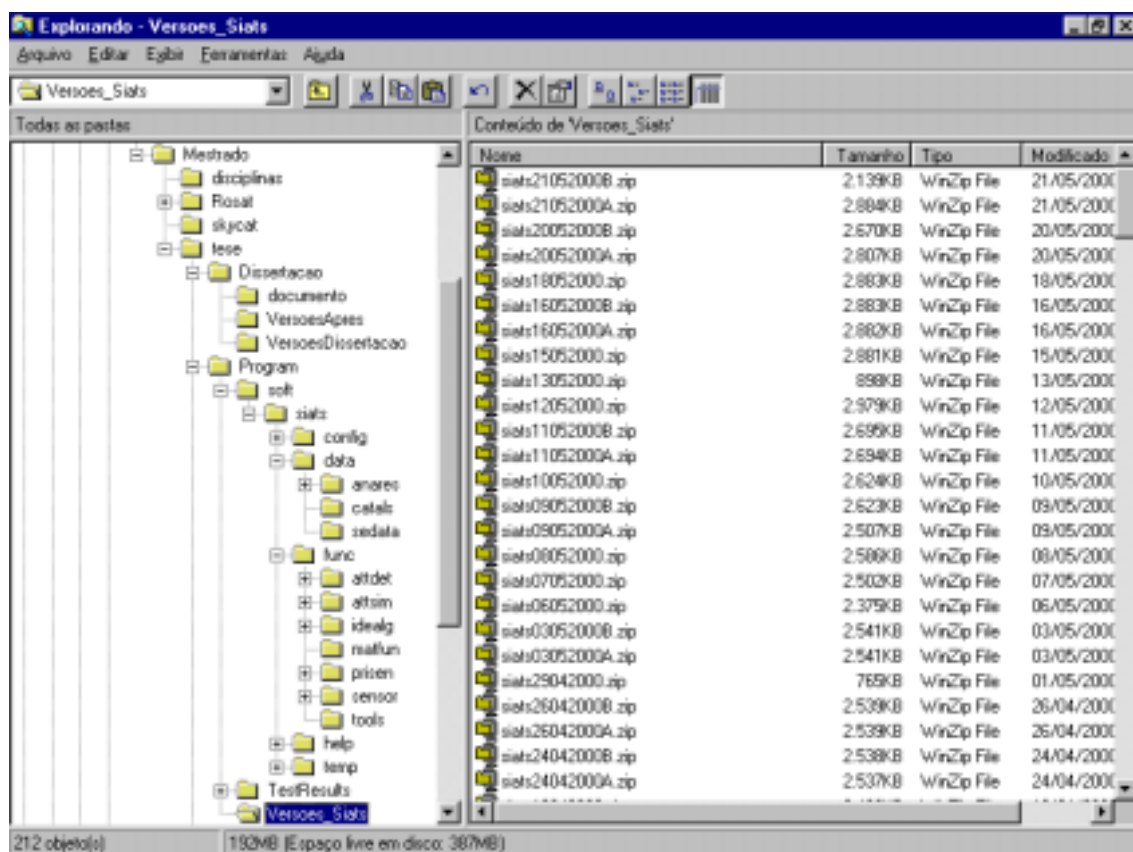 Explorando - Versoes_Siats
Arquivo Editar Exibir Ferramentas Ajuda
Versoes_Siats
Todas as pastas
Conteúdo de 'Versoes_Siats'
Mestrado
disciplinas
Rosat
skycat
tese
Dissertacao
documento
VersoesApres
VersoesDissertacao
Program
soft
siats
config
data
anares
catals
sedata
func
attdet
attsim
idealg
matfun
prisen
sensor
tools
help
temp
TestResults
Versoes_Siats
Nome Tamanho Tipo Modificado
siats21052000B.zip 2.139KB WinZip File 21/05/2000
siats21052000A.zip 2.884KB WinZip File 21/05/2000
siats20052000B.zip 2.670KB WinZip File 20/05/2000
siats20052000A.zip 2.807KB WinZip File 20/05/2000
siats18052000.zip 2.883KB WinZip File 18/05/2000
siats16052000B.zip 2.883KB WinZip File 16/05/2000
siats16052000A.zip 2.882KB WinZip File 16/05/2000
siats15052000.zip 2.881KB WinZip File 15/05/2000
siats13052000.zip 898KB WinZip File 13/05/2000
siats12052000.zip 2.979KB WinZip File 12/05/2000
siats11052000B.zip 2.695KB WinZip File 11/05/2000
siats11052000A.zip 2.694KB WinZip File 11/05/2000
siats10052000.zip 2.624KB WinZip File 10/05/2000
siats09052000B.zip 2.623KB WinZip File 09/05/2000
siats09052000A.zip 2.507KB WinZip File 09/05/2000
siats08052000.zip 2.586KB WinZip File 08/05/2000
siats07052000.zip 2.502KB WinZip File 07/05/2000
siats06052000.zip 2.375KB WinZip File 06/05/2000
siats03052000B.zip 2.541KB WinZip File 03/05/2000
siats03052000A.zip 2.541KB WinZip File 03/05/2000
siats29042000.zip 765KB WinZip File 01/05/2000
siats26042000B.zip 2.539KB WinZip File 26/04/2000
siats26042000A.zip 2.539KB WinZip File 26/04/2000
siats24042000B.zip 2.538KB WinZip File 24/04/2000
siats24042000A.zip 2.537KB WinZip File 24/04/2000
212 objeto(s) 192MB (Espaço livre em disco: 387MB)